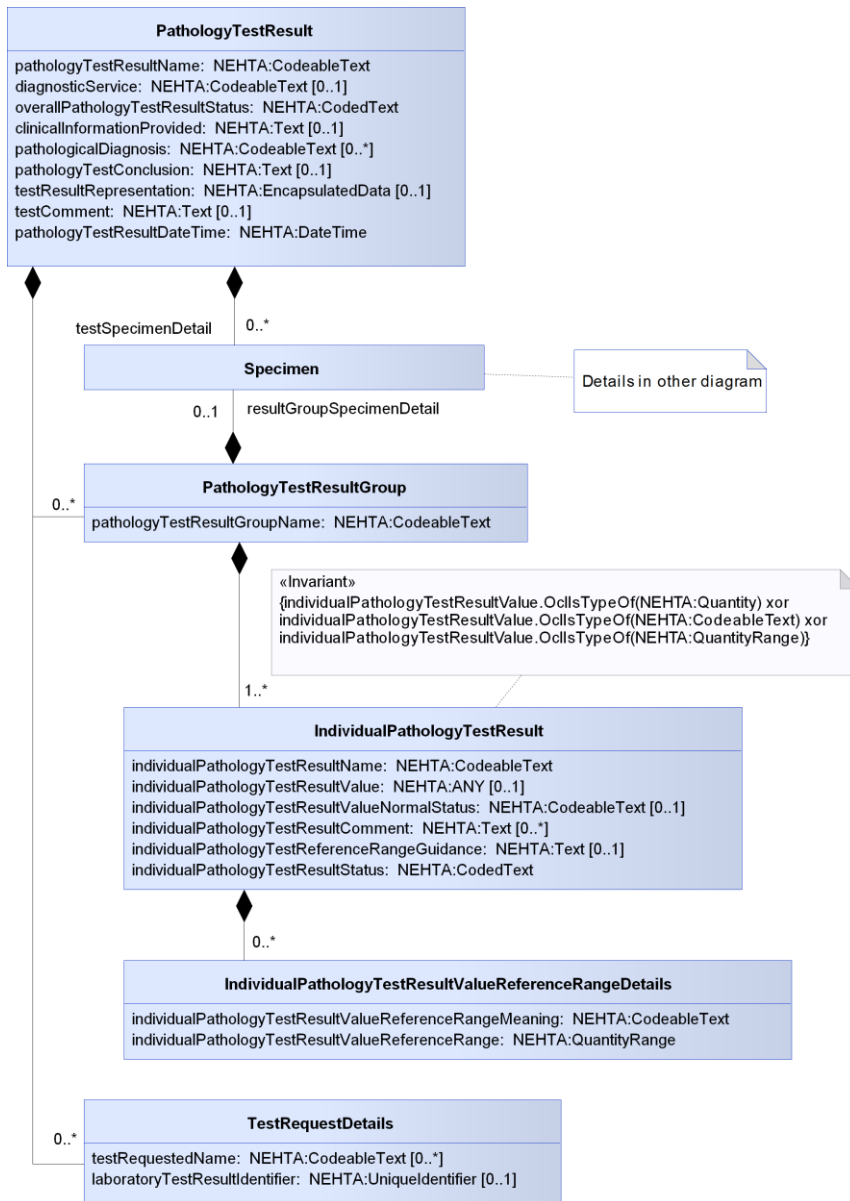 PathologyTestResult
pathologyTestResultName: NEHTA:CodeableText
diagnosticService: NEHTA:CodeableText [0..1]
overallPathologyTestResultStatus: NEHTA:CodedText
clinicalInformationProvided: NEHTA:Text [0..1]
pathologicalDiagnosis: NEHTA:CodeableText [0..*]
pathologyTestConclusion: NEHTA:Text [0..1]
testResultRepresentation: NEHTA:EncapsulatedData [0..1]
testComment: NEHTA:Text [0..1]
pathologyTestResultDateTime: NEHTA:DateTime
testSpecimenDetail 0..*
Specimen
Details in other diagram
0..1 resultGroupSpecimenDetail
PathologyTestResultGroup
0..*
pathologyTestResultGroupName: NEHTA:CodeableText
«Invariant»
{individualPathologyTestResultValue.OclIsTypeOf(NEHTA:Quantity) xor
individualPathologyTestResultValue.OclIsTypeOf(NEHTA:CodeableText) xor
individualPathologyTestResultValue.OclIsTypeOf(NEHTA:QuantityRange)}
1..*
IndividualPathologyTestResult
individualPathologyTestResultName: NEHTA:CodeableText
individualPathologyTestResultValue: NEHTA:ANY [0..1]
individualPathologyTestResultValueNormalStatus: NEHTA:CodeableText [0..1]
individualPathologyTestResultComment: NEHTA:Text [0..*]
individualPathologyTestReferenceRangeGuidance: NEHTA:Text [0..1]
individualPathologyTestResultStatus: NEHTA:CodedText
0..*
IndividualPathologyTestResultValueReferenceRangeDetails
individualPathologyTestResultValueReferenceRangeMeaning: NEHTA:CodeableText
individualPathologyTestResultValueReferenceRange: NEHTA:QuantityRange
TestRequestDetails
0..*
testRequestedName: NEHTA:CodeableText [0..*]
laboratoryTestResultIdentifier: NEHTA:UniqueIdentifier [0..1]